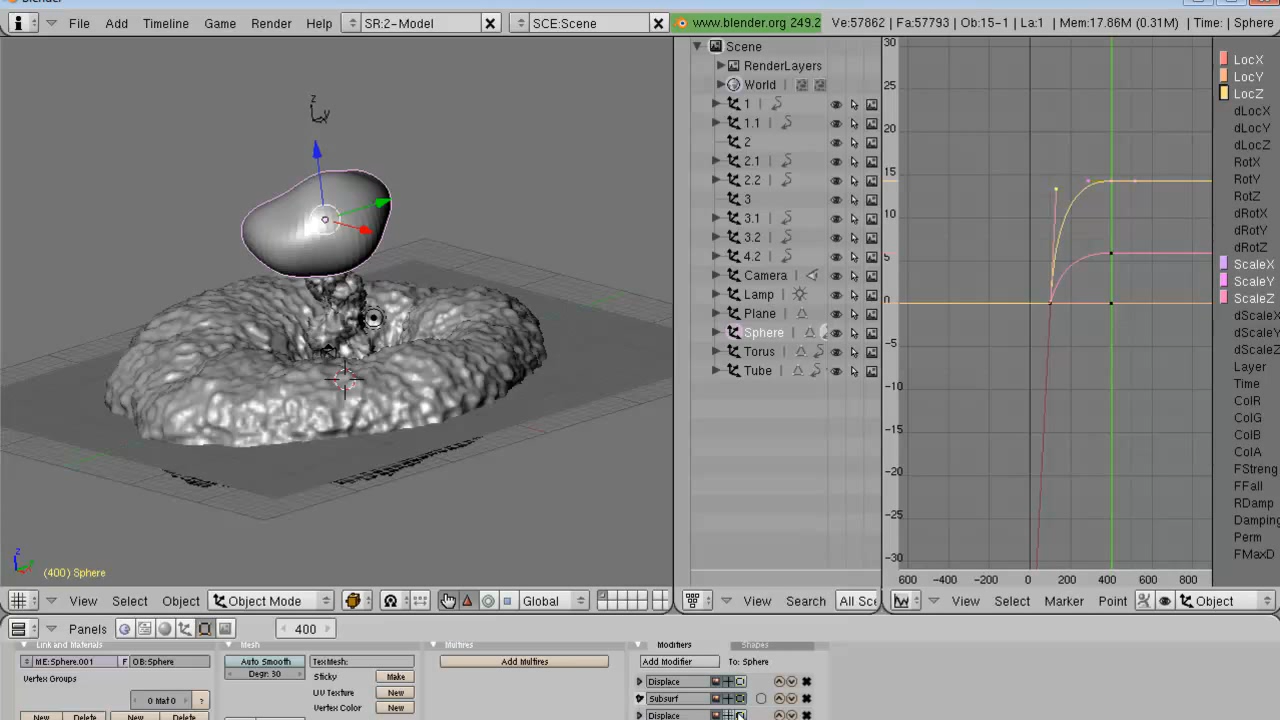 Blender
File Add Timeline Game Render Help SR:2-Model SCE:Scene www.blender.org 249.2 Ve:57862 | Fa:57793 | Ob:15-1 | La:1 | Mem:17.86M (0.31M) | Time: | Sphere
Scene
RenderLayers
World
1
1.1
2
2.1
2.2
3
3.1
3.2
4.2
Camera
Lamp
Plane
Sphere
Torus
Tube
z
y
z
(400) Sphere
30
25
20
15
10
5
0
-5
-10
-15
-20
-25
-30
600 -400 -200 0 200 400 600 800
LocX
LocY
LocZ
dLocX
dLocY
dLocZ
RotX
RotY
RotZ
dRotX
dRotY
dRotZ
ScaleX
ScaleY
ScaleZ
dScaleX
dScaleY
dScaleZ
Layer
Time
ColR
ColG
ColB
ColA
FStreng
FFall
RDamp
Damping
Perm
FMaxD
View Select Object Object Mode Global
View Search All Sce
View Select Marker Point Object
Panels 400
Link and Materials Mesh Multires Modifiers Shapes
ME:Sphere.001 F OB:Sphere Auto Smooth TexMesh: Add Multires Add Modifier To: Sphere
Vertex Groups Degr: 30 Sticky Make Displace
UV Texture New Subsurf
0 Mat 0 ? Vertex Color New Displace
New Delete New Delete